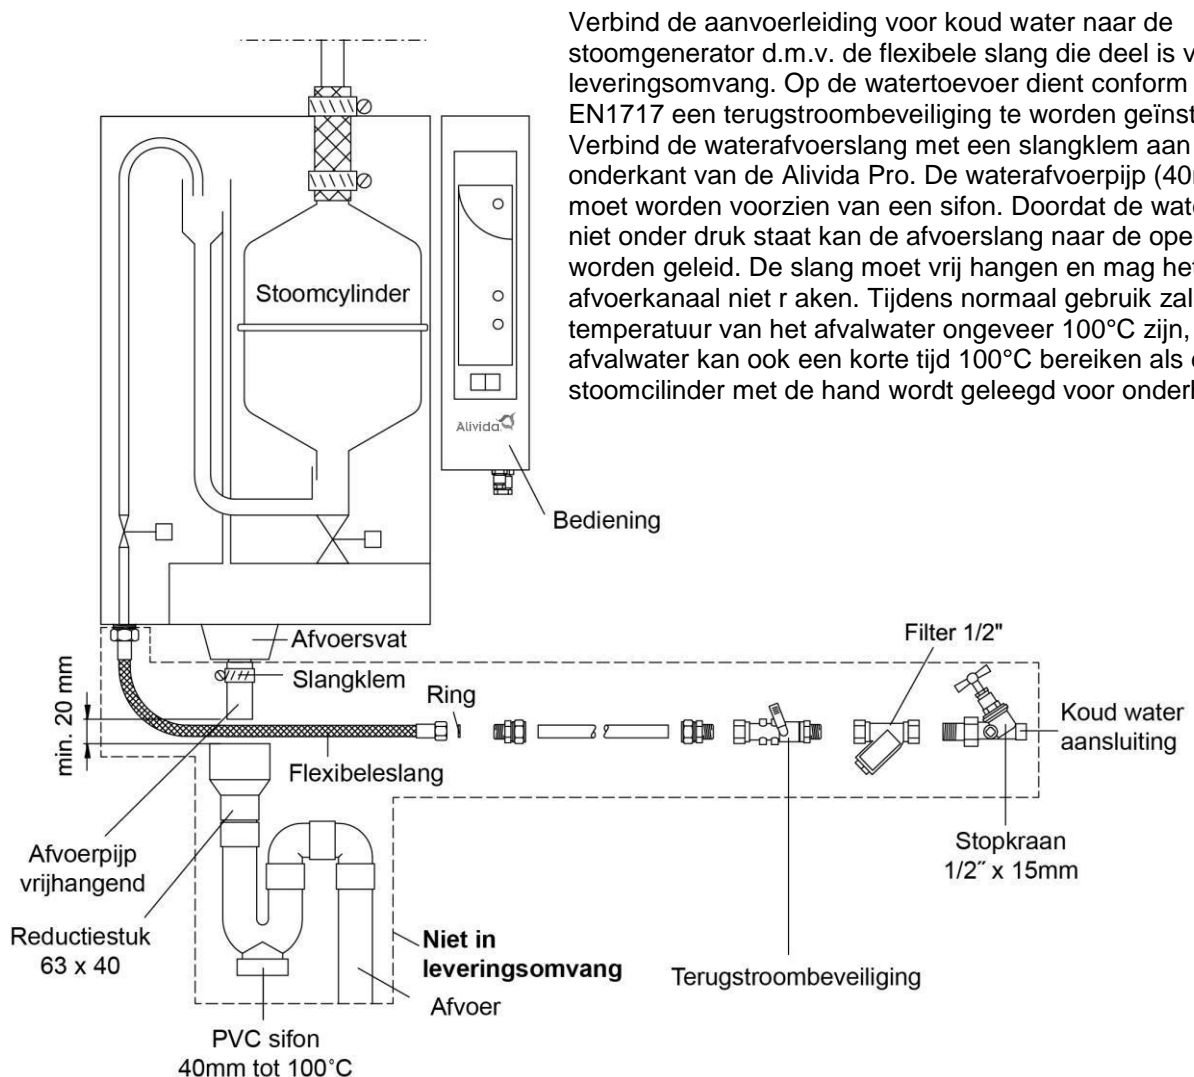 Verbind de aanvoerleiding voor koud water naar de
stoomgenerator d.m.v. de flexibele slang die deel is
leveringsomvang. Op de watertoevoer dient conform
EN1717 een terugstroombeveiliging te worden
Verbind de waterafvoerslang met een slangklem aan
onderkant van de Alivida Pro. De waterafvoerpijp
moet worden voorzien van een sifon. Doordat de
niet onder druk staat kan de afvoerslang naar de
worden geleid. De slang moet vrij hangen en mag het
afvoerkanaal niet r aken. Tijdens normaal gebruik zal
temperatuur van het afvalwater ongeveer 100°C zijn,
afvalwater kan ook een korte tijd 100°C bereiken als
stoomcilinder met de hand wordt geleegd voor
Stoomcylinder
Alivida
Bediening
Afvoersvat
Slangklem
Ring
Filter 1/2"
min. 20 mm
Koud water
aansluiting
Flexibeleslang
Afvoerpijp
vrijhangend
Stopkraan
1/2˝ x 15mm
Reductiestuk
63 x 40
Niet in
leveringsomvang
Terugstroombeveiliging
Afvoer
PVC sifon
40mm tot 100°C